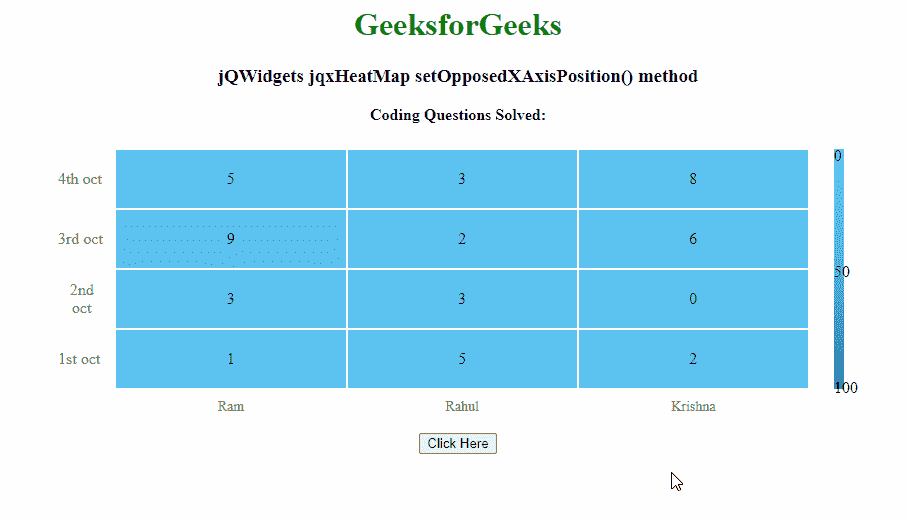 GeeksforGeeks
jQWidgets jqxHeatMap setOpposedXAxisPosition() method
Coding Questions Solved:
4th oct 5 3 8 0
3rd oct 9 2 6
50
2nd
oct 3 3 0
1st oct 1 5 2
100
Ram Rahul Krishna
Click Here